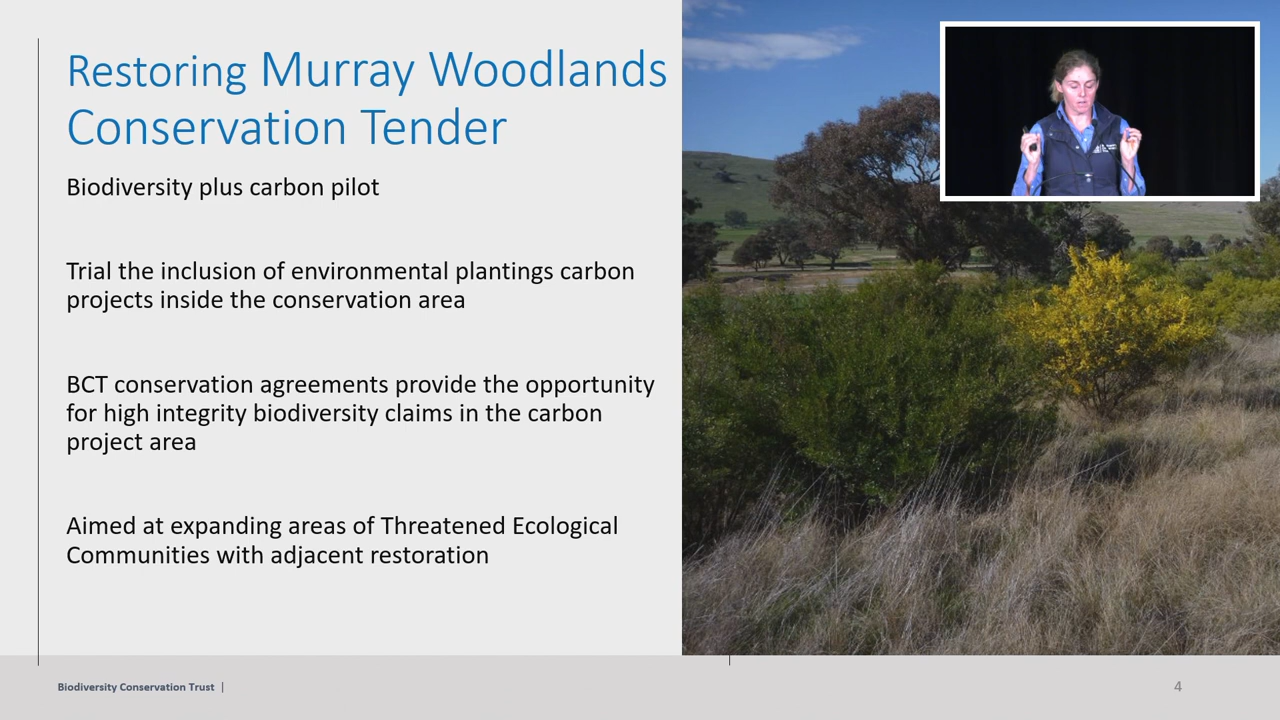 Restoring Murray Woodlands
Conservation Tender
Biodiversity plus carbon pilot
Trial the inclusion of environmental plantings carbon
projects inside the conservation area
BCT conservation agreements provide the opportunity
for high integrity biodiversity claims in the carbon
project area
Aimed at expanding areas of Threatened Ecological
Communities with adjacent restoration
Biodiversity Conservation Trust |
4